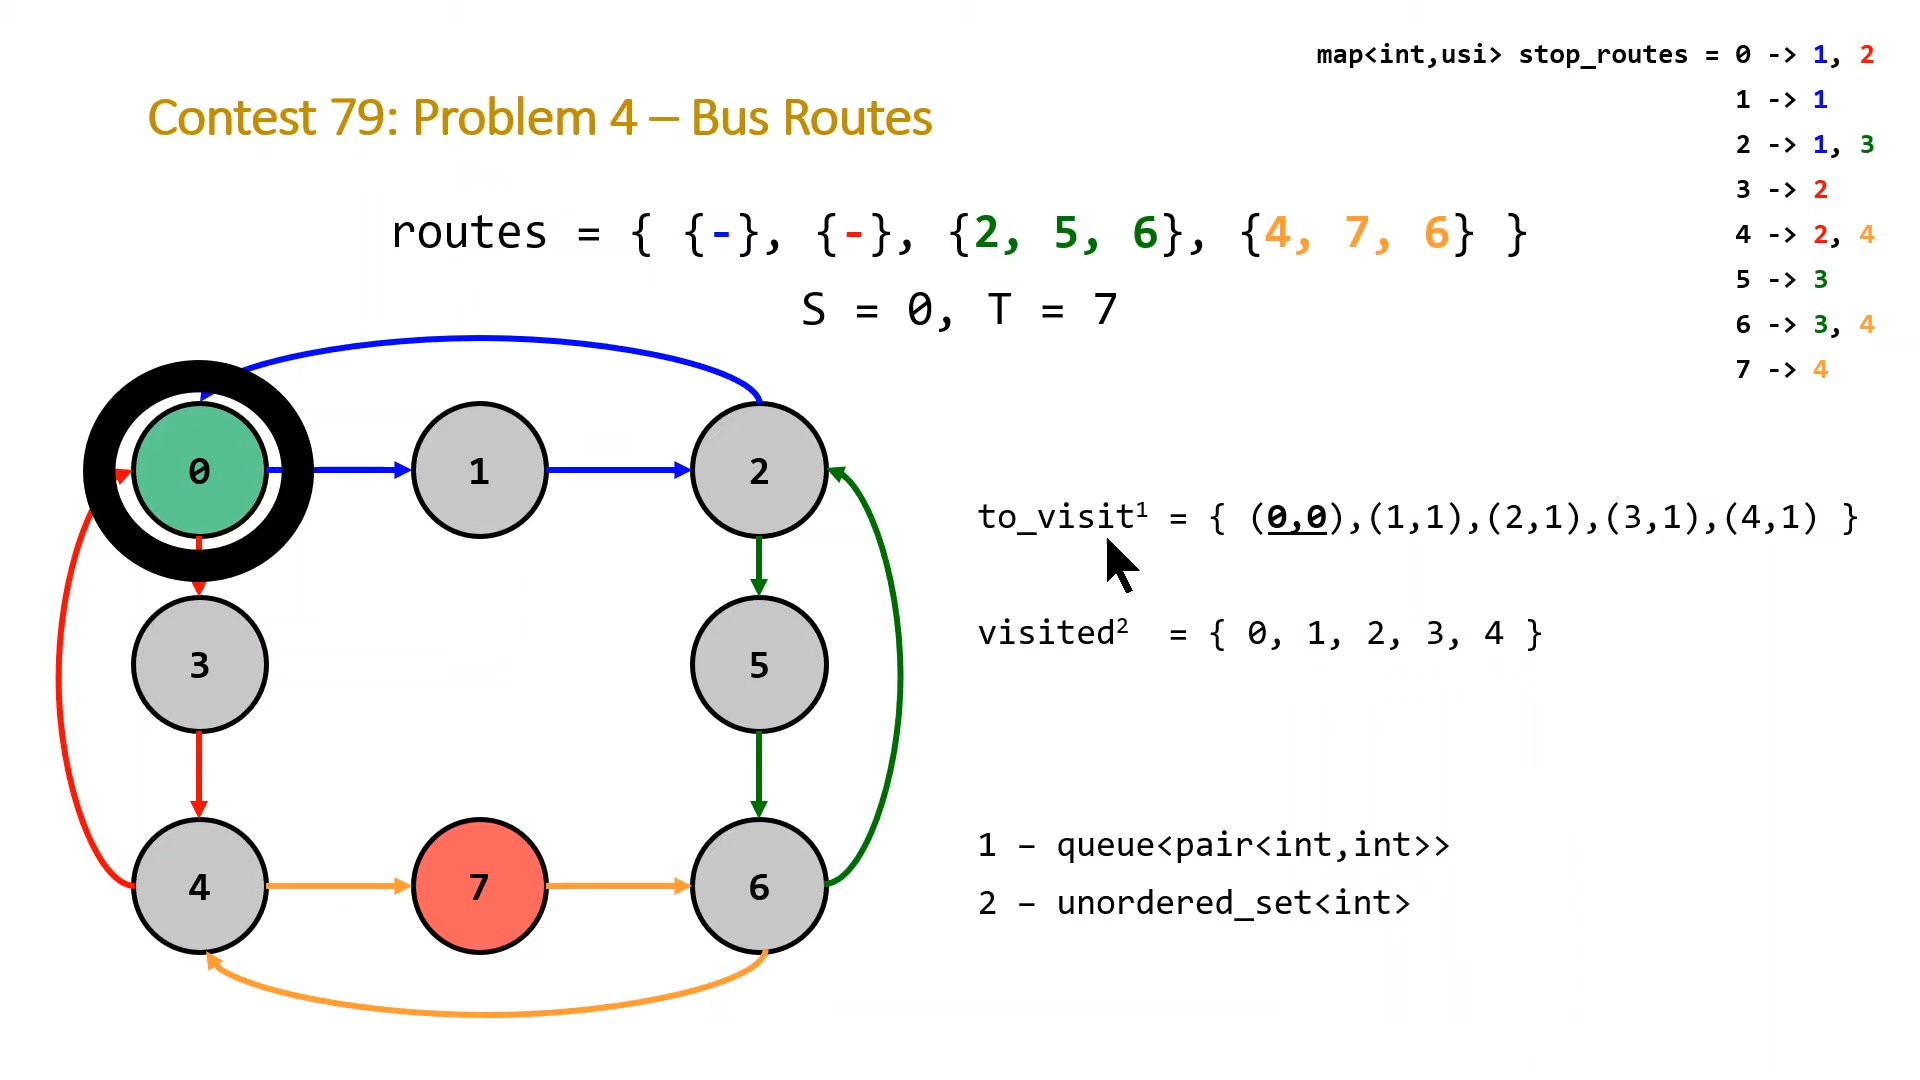 map<int,usi> stop_routes = 0 -> 1, 2
1 -> 1
2 -> 1, 3
3 -> 2
4 -> 2, 4
5 -> 3
6 -> 3, 4
7 -> 4
Contest 79: Problem 4 – Bus Routes
routes = { {-}, {-}, {2, 5, 6}, {4, 7, 6} }
S = 0, T = 7
0
1
2
3
5
4
7
6
to_visit¹ = { (0,0),(1,1),(2,1),(3,1),(4,1) }
visited² = { 0, 1, 2, 3, 4 }
1 – queue<pair<int,int>>
2 – unordered_set<int>